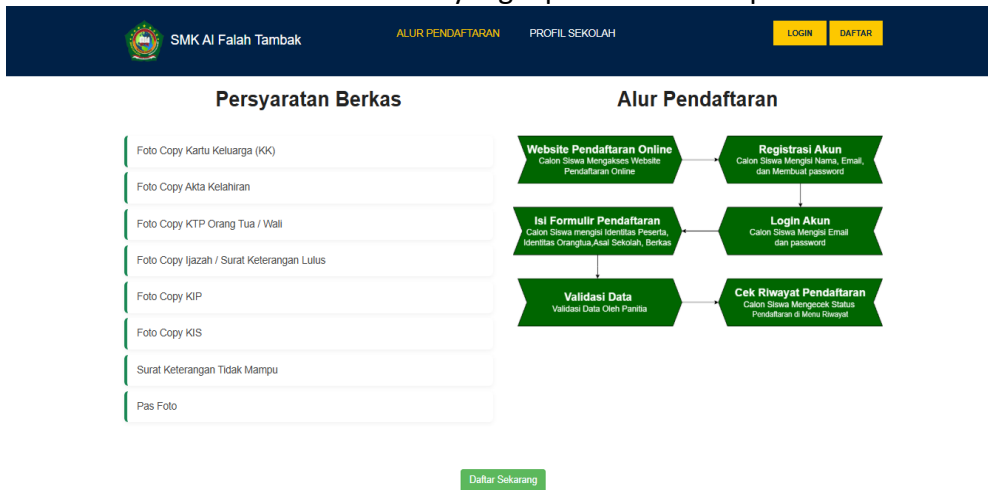 SMK Al Falah Tambak
ALUR PENDAFTARAN
PROFIL SEKOLAH
LOGIN
DAFTAR
Persyaratan Berkas
Foto Copy Kartu Keluarga (KK)
Foto Copy Akta Kelahiran
Foto Copy KTP Orang Tua / Wali
Foto Copy Ijazah / Surat Keterangan Lulus
Foto Copy KIP
Foto Copy KIS
Surat Keterangan Tidak Mampu
Pas Foto
Alur Pendaftaran
Website Pendaftaran Online
Calon Siswa Mengakses Website
Pendaftaran Online
Registrasi Akun
Calon Siswa Mengisi Nama, Email,
dan Membuat password
Isi Formulir Pendaftaran
Calon Siswa mengisi Identitas Peserta,
Identitas Orangtua,Asal Sekolah, Berkas
Login Akun
Calon Siswa Mengisi Email
dan password
Validasi Data
Validasi Data Oleh Panitia
Cek Riwayat Pendaftaran
Calon Siswa Mengecek Status
Pendaftaran di Menu Riwayat
Daftar Sekarang